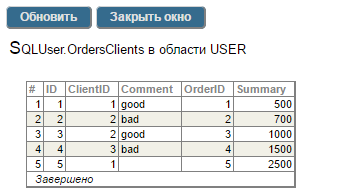 Обновить Закрыть окно
SQLUser.OrdersClients в области USER
# ID ClientID Comment OrderID Summary
1 1 1 good 1 500
2 2 2 bad 2 700
3 3 2 good 3 1000
4 4 3 bad 4 1500
5 5 1 5 2500
Завершено